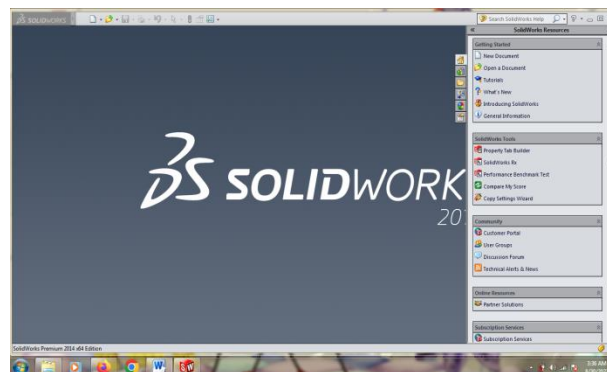 SOLIDWORKS
Search SolidWorks Help
SolidWorks Resources
Getting Started
New Document
Open a Document
Tutorials
What's New
Introducing SolidWorks
General Information
SolidWorks Tools
Property Tab Builder
SolidWorks Rx
Performance Benchmark Test
Compare My Score
Copy Settings Wizard
Community
Customer Portal
User Groups
Discussion Forum
Technical Alerts & News
Online Resources
Partner Solutions
Subscription Services
Subscription Services
SOLIDWORK
20
SolidWorks Premium 2014 x64 Edition
3:36 AM